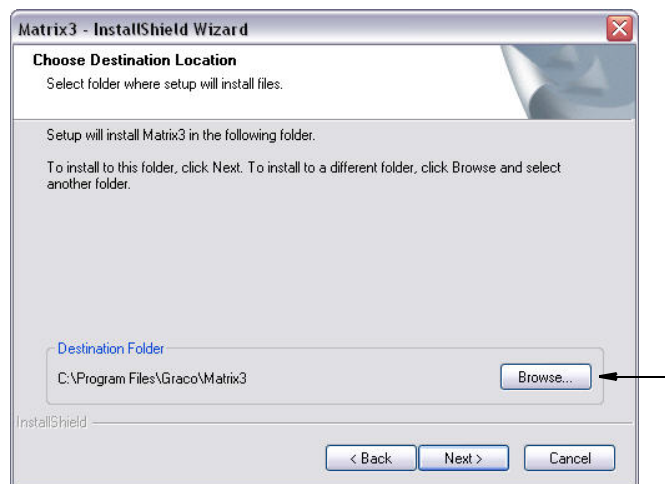 Matrix3 - InstallShield Wizard
Choose Destination Location
Select folder where setup will install files.
Setup will install Matrix3 in the following folder.
To install to this folder, click Next. To install to a different folder, click Browse and select
another folder.
Destination Folder
C:\Program Files\Graco\Matrix3
Browse...
InstallShield
< Back
Next >
Cancel